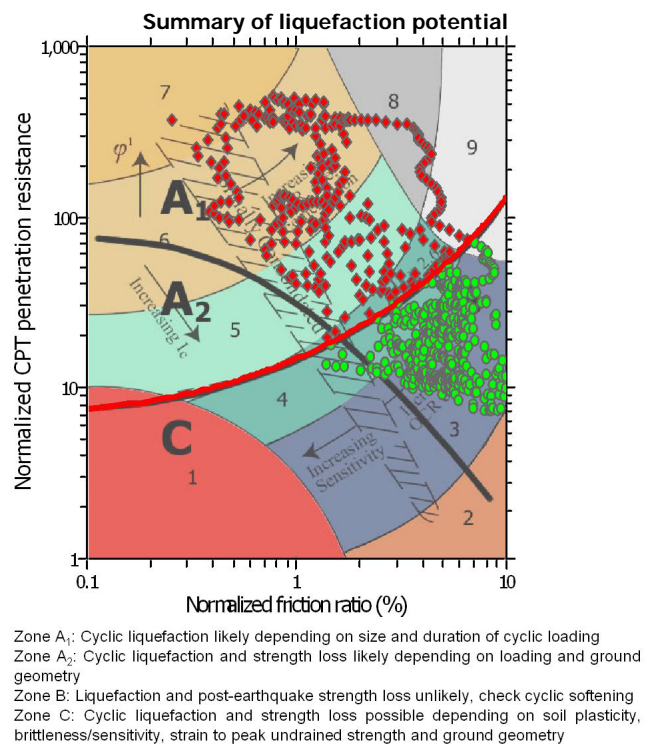 Summary of liquefaction potential
1,000
100
10
1
0.1
1
10
Normalized CPT penetration resistance
Normalized friction ratio (%)
7
8
9
φ'
A1
6
A2
Increasing Ic
5
4
C
1
Increasing
Sensitivity
3
2
Zone A1: Cyclic liquefaction likely depending on size and duration of cyclic loading
Zone A2: Cyclic liquefaction and strength loss likely depending on loading and ground
geometry
Zone B: Liquefaction and post-earthquake strength loss unlikely, check cyclic softening
Zone C: Cyclic liquefaction and strength loss possible depending on soil plasticity,
brittleness/sensitivity, strain to peak undrained strength and ground geometry